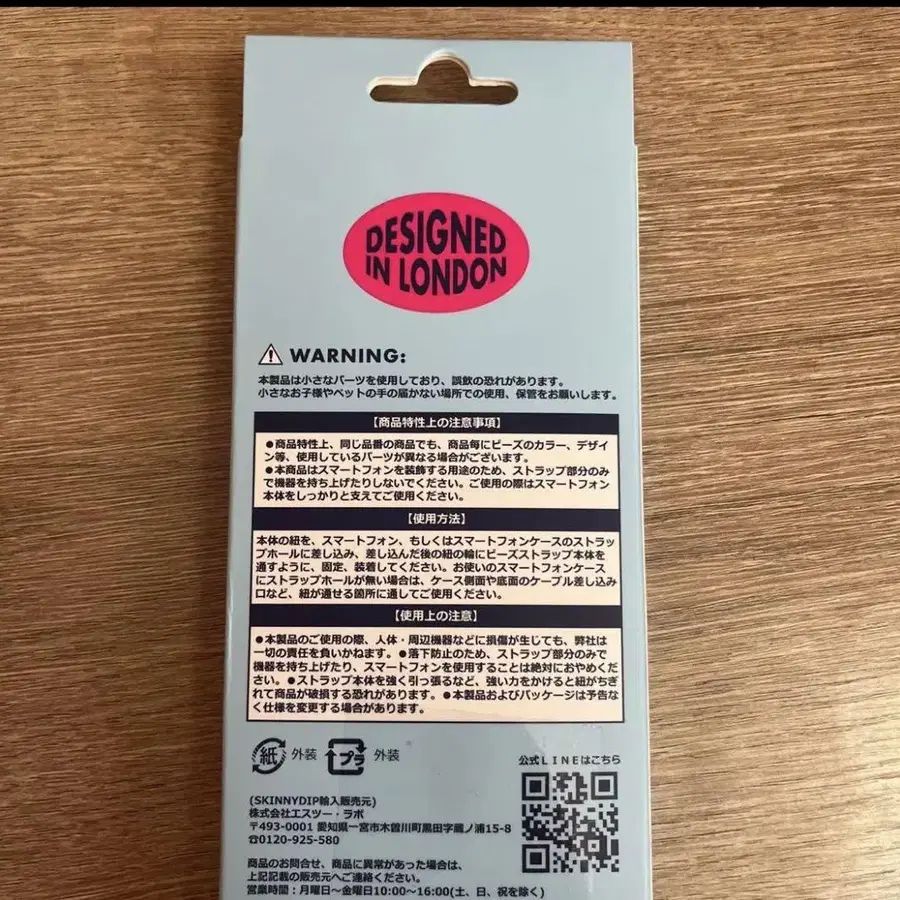 DESIGNED
IN LONDON
WARNING:
本製品は小さなパーツを使用しており、誤飲の恐れがあります。
小さなお子様やペットの手の届かない場所での使用、保管をお願いします。
【商品特性上の注意事項】
●商品特性上、同じ品番の商品でも、商品毎にビーズのカラー、デザイ
ン等、使用しているパーツが異なる場合がございます。
●本商品はスマートフォンを装飾する用途のため、ストラップ部分のみ
で機器を持ち上げたりしないでください。ご使用の際はスマートフォン
本体をしっかりと支えてご使用ください。
【使用方法】
本体の紐を、スマートフォン、もしくはスマートフォンケースのストラッ
プホールに差し込み、差し込んだ後の紐の輪にビーズストラップ本体を
通すように、固定、装着してください。お使いのスマートフォンケース
にストラップホールが無い場合は、ケース側面や底面のケーブル差し込み
口など、紐が通せる箇所に通してご使用ください。
【使用上の注意】
●本製品のご使用の際、人体・周辺機器などに損傷が生じても、弊社は
一切の責任を負いかねます。●落下防止のため、ストラップ部分のみで
機器を持ち上げたり、スマートフォンを使用することは絶対におやめくだ
さい。●ストラップ本体を強く引っ張るなど、強い力をかけると紐がちぎ
れて商品が破損する恐れがあります。●本製品およびパッケージは予告な
く仕様を変更する場合があります。
紙 外装 プラ 外装
公式LINEはこちら
(SKINNYDIP輸入販売元)
株式会社エスツー・ラボ
〒493-0001 愛知県一宮市木曽川町黒田字蔵ノ浦15-8
☎0120-925-580
商品のお問合せ、商品に異常があった場合は、
上記記載の販売元へご連絡ください。
営業時間：月曜日〜金曜日10:00〜16:00(土、日、祝を除く)